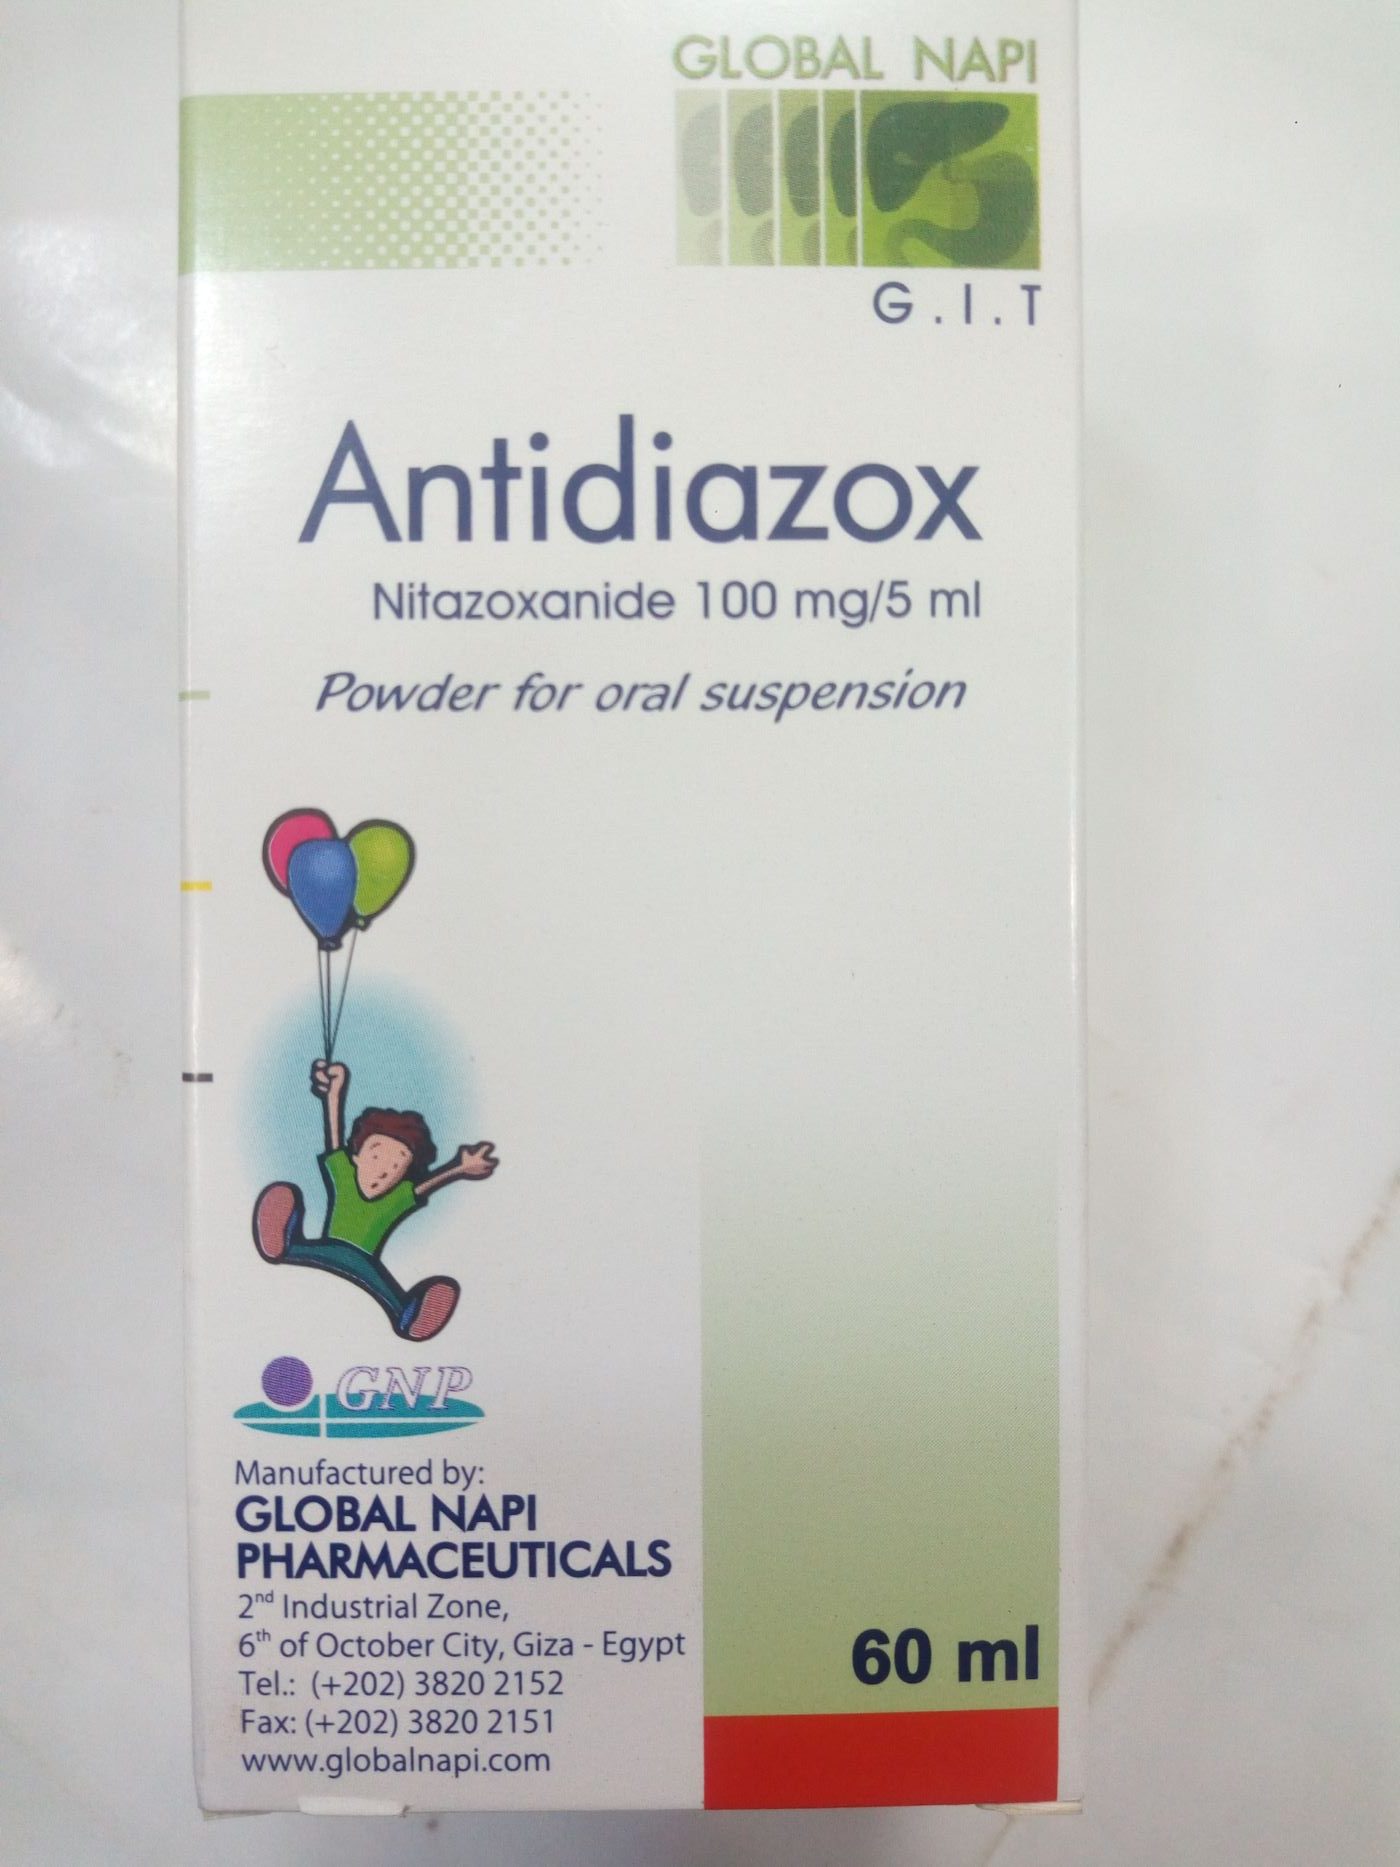 GLOBAL NAPI
G.I.T
Antidiazox
Nitazoxanide 100 mg/5 ml
Powder for oral suspension
GNP
Manufactured by:
GLOBAL NAPI
PHARMACEUTICALS
2nd Industrial Zone,
6th of October City, Giza - Egypt
Tel.: (+202) 3820 2152
Fax: (+202) 3820 2151
www.globalnapi.com
60 ml